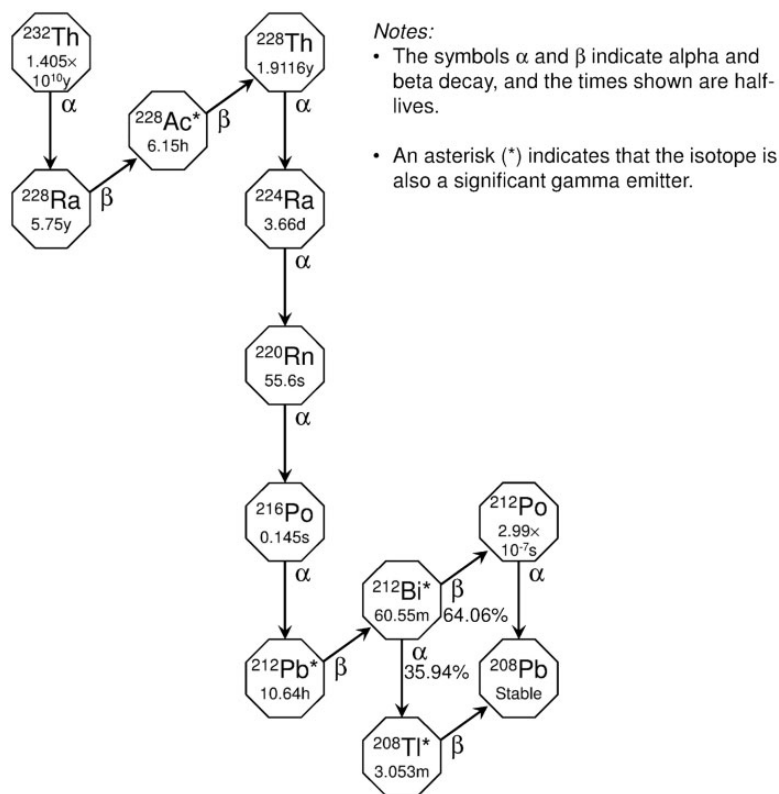 ²³²Th
1.405×
10¹⁰y
α
²²⁸Ra
5.75y
β
²²⁸Ac*
6.15h
β
²²⁸Th
1.9116y
α
²²⁴Ra
3.66d
α
²²⁰Rn
55.6s
α
²¹⁶Po
0.145s
α
²¹²Pb*
10.64h
β
²¹²Bi*
60.55m
β
64.06%
α
35.94%
²¹²Po
2.99×
10⁻⁷s
α
²⁰⁸Tl*
3.053m
β
²⁰⁸Pb
Stable
Notes:
• The symbols α and β indicate alpha and
beta decay, and the times shown are half-
lives.
• An asterisk (*) indicates that the isotope is
also a significant gamma emitter.